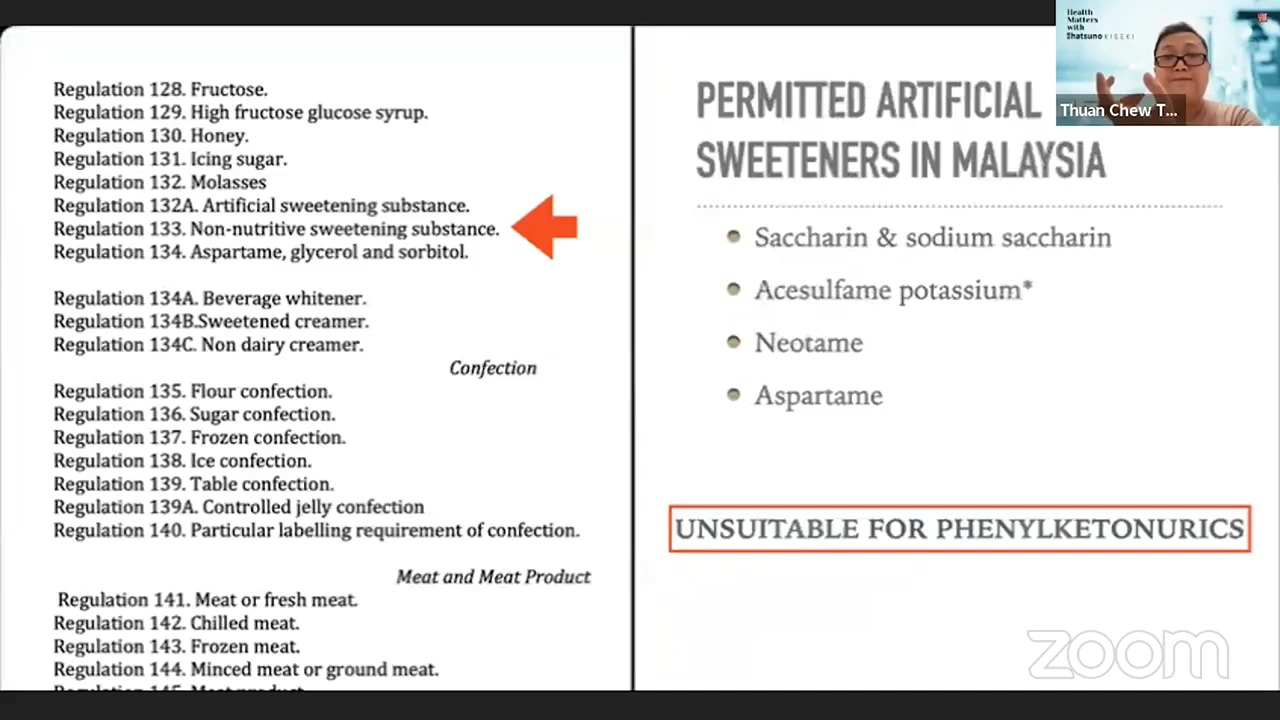 Regulation 128. Fructose.
Regulation 129. High fructose glucose syrup.
Regulation 130. Honey.
Regulation 131. Icing sugar.
Regulation 132. Molasses
Regulation 132A. Artificial sweetening substance.
Regulation 133. Non-nutritive sweetening substance.
Regulation 134. Aspartame, glycerol and sorbitol.
Regulation 134A. Beverage whitener.
Regulation 134B.Sweetened creamer.
Regulation 134C. Non dairy creamer.
Confection
Regulation 135. Flour confection.
Regulation 136. Sugar confection.
Regulation 137. Frozen confection.
Regulation 138. Ice confection.
Regulation 139. Table confection.
Regulation 139A. Controlled jelly confection
Regulation 140. Particular labelling requirement of confection.
Meat and Meat Product
Regulation 141. Meat or fresh meat.
Regulation 142. Chilled meat.
Regulation 143. Frozen meat.
Regulation 144. Minced meat or ground meat.
Regulation 145. Meat product
PERMITTED ARTIFICIAL
SWEETENERS IN MALAYSIA
Saccharin & sodium saccharin
Acesulfame potassium*
Neotame
Aspartame
UNSUITABLE FOR PHENYLKETONURICS
zoom
Health
Matters
with
Ihatsuno KISEKI
Thuan Chew T...